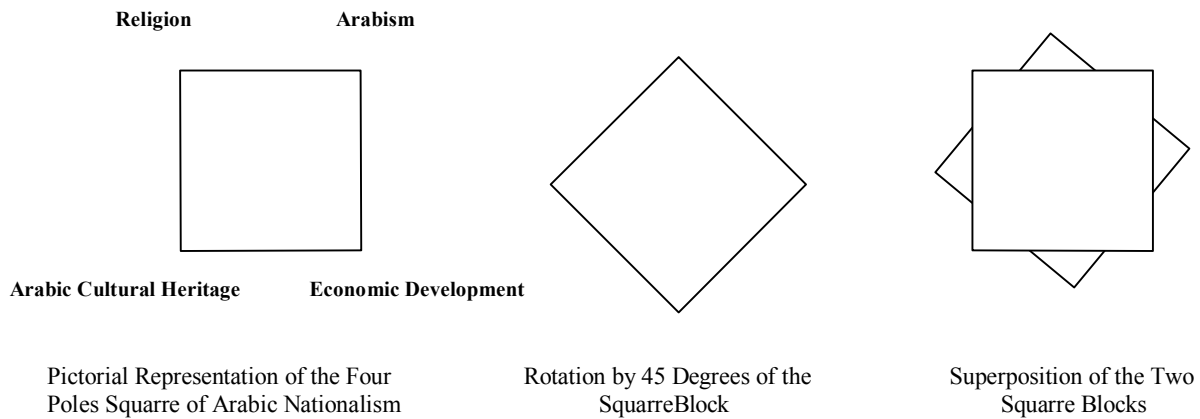 Religion Arabism
Arabic Cultural Heritage Economic Development
Pictorial Representation of the Four
Poles Squarre of Arabic Nationalism
Rotation by 45 Degrees of the
SquarreBlock
Superposition of the Two
Squarre Blocks